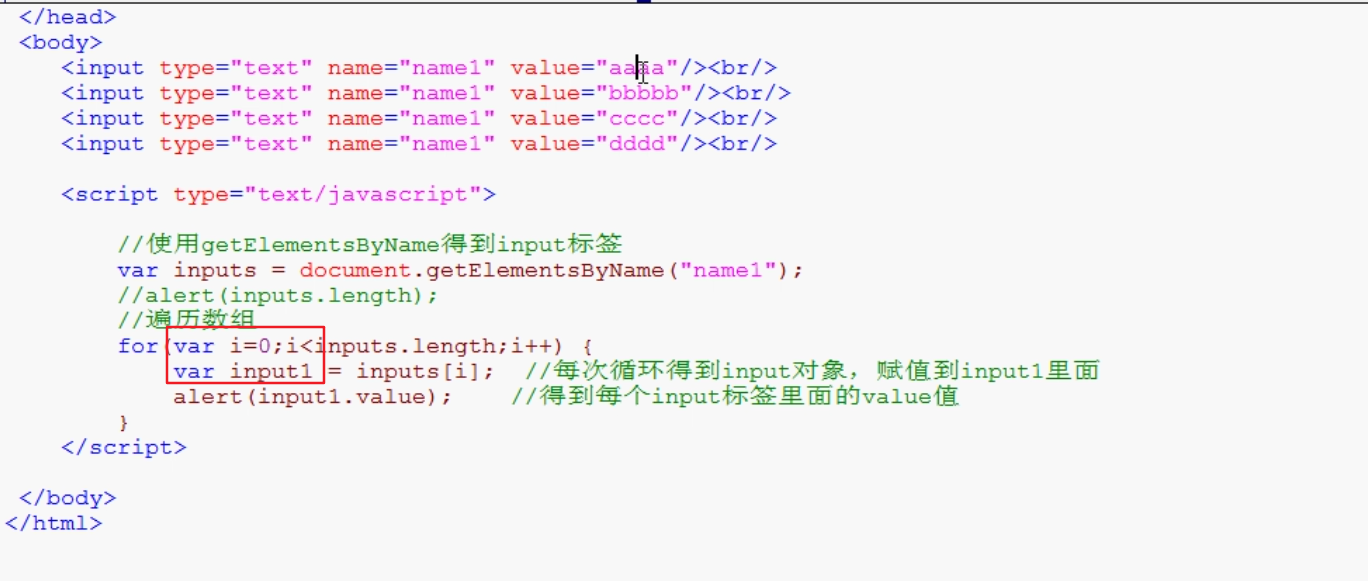 </head>
<body>
<input type="text" name="name1" value="aaaa"/><br/>
<input type="text" name="name1" value="bbbbb"/><br/>
<input type="text" name="name1" value="cccc"/><br/>
<input type="text" name="name1" value="dddd"/><br/>
<script type="text/javascript">
//使用getElementsByName得到input标签
var inputs = document.getElementsByName("name1");
//alert(inputs.length);
//遍历数组
for(var i=0;i<inputs.length;i++) {
var input1 = inputs[i];  //每次循环得到input对象，赋值到input1里面
alert(input1.value);    //得到每个input标签里面的value值
}
</script>
</body>
</html>